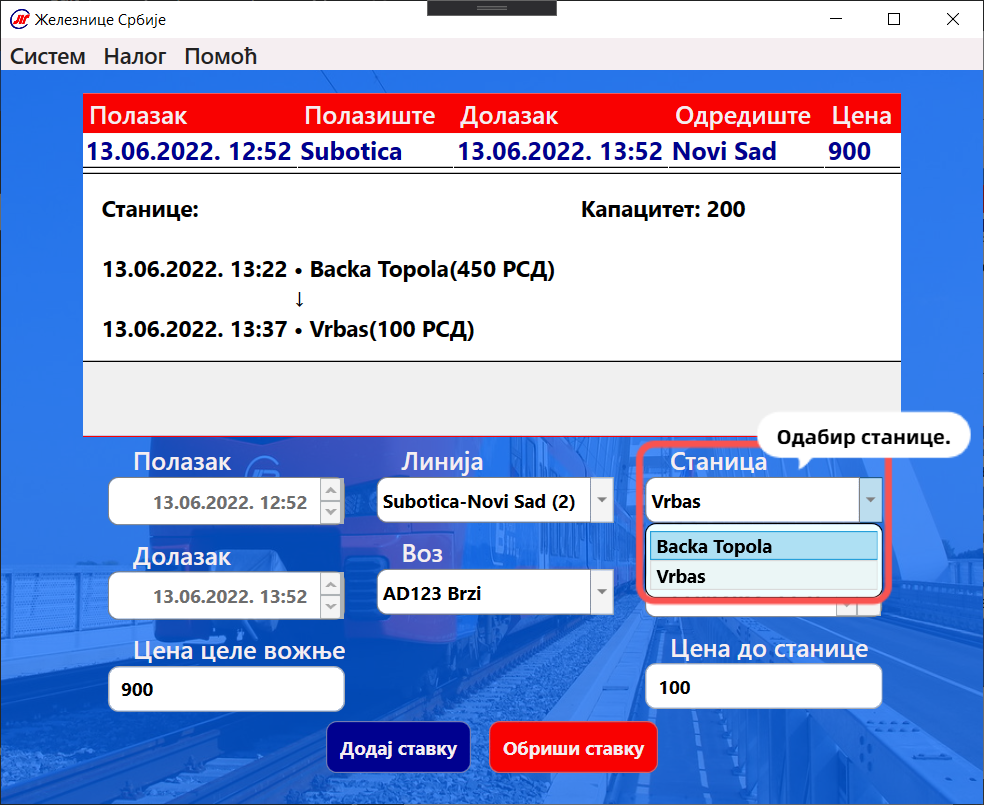 Железнице Србије
Систем Налог Помоћ
Полазак Полазиште Долазак Одредиште Цена
13.06.2022. 12:52 Subotica 13.06.2022. 13:52 Novi Sad 900
Станице: Капацитет: 200
13.06.2022. 13:22 • Backa Topola(450 РСД)
↓
13.06.2022. 13:37 • Vrbas(100 РСД)
Одабир станице.
Полазак Линија Станица
13.06.2022. 12:52 Subotica-Novi Sad (2) Vrbas
Долазак Воз Backa Topola
Vrbas
13.06.2022. 13:52 AD123 Brzi
Цена целе вожње Цена до станице
900 100
Додај ставку Обриши ставку